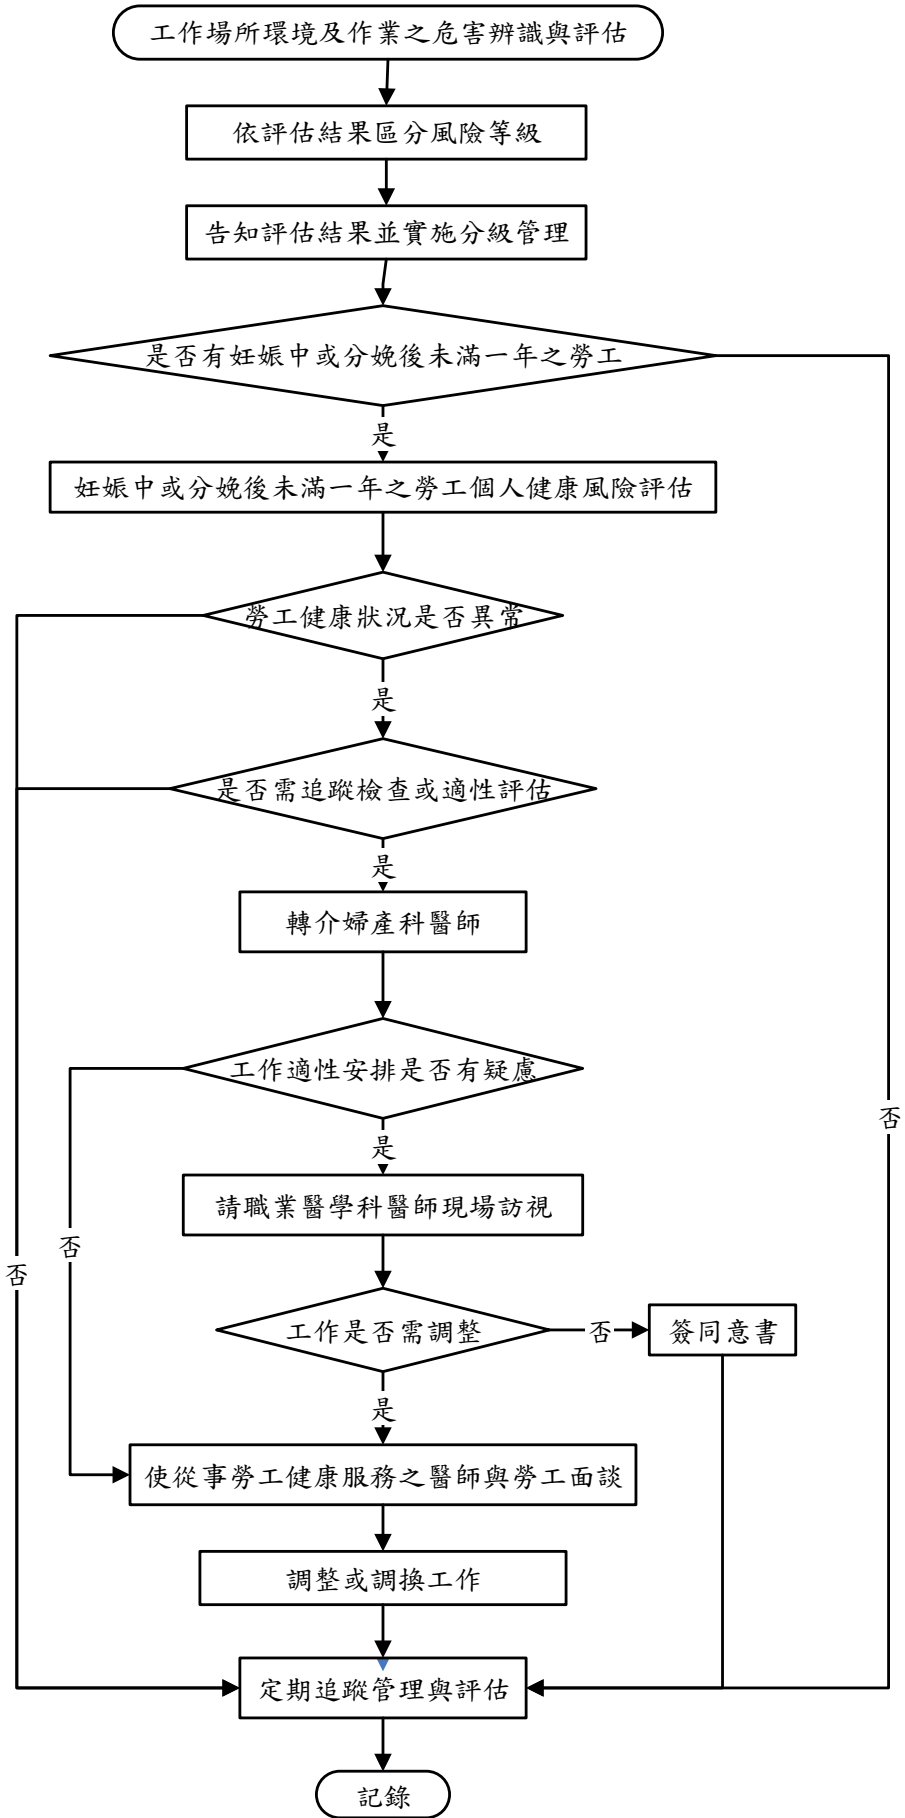 工作場所環境及作業之危害辨識與評估
依評估結果區分風險等級
告知評估結果並實施分級管理
是否有妊娠中或分娩後未滿一年之勞工
是
妊娠中或分娩後未滿一年之勞工個人健康風險評估
勞工健康狀況是否異常
是
是否需追蹤檢查或適性評估
是
轉介婦產科醫師
工作適性安排是否有疑慮
否
是
請職業醫學科醫師現場訪視
否
否
工作是否需調整
否
簽同意書
是
使從事勞工健康服務之醫師與勞工面談
調整或調換工作
定期追蹤管理與評估
記錄